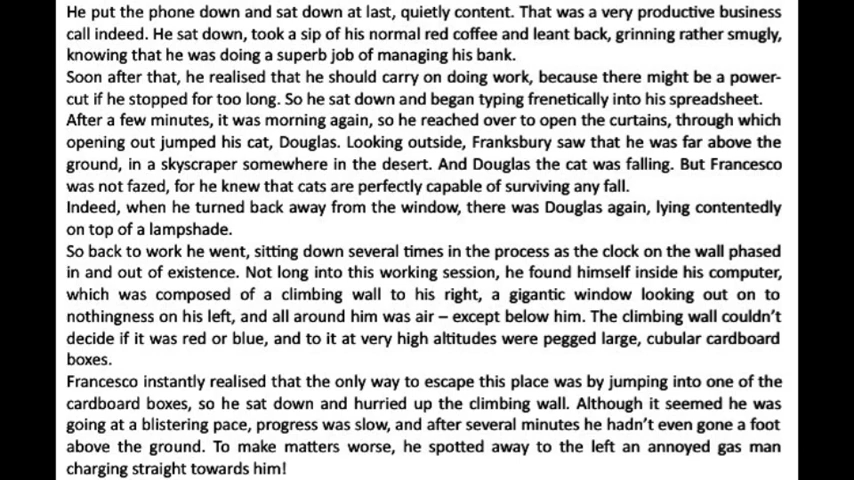 He put the phone down and sat down at last, quietly content. That was a very productive business
call indeed. He sat down, took a sip of his normal red coffee and leant back, grinning rather smugly,
knowing that he was doing a superb job of managing his bank.
Soon after that, he realised that he should carry on doing work, because there might be a power-
cut if he stopped for too long. So he sat down and began typing frenetically into his spreadsheet.
After a few minutes, it was morning again, so he reached over to open the curtains, through which
opening out jumped his cat, Douglas. Looking outside, Franksbury saw that he was far above the
ground, in a skyscraper somewhere in the desert. And Douglas the cat was falling. But Francesco
was not fazed, for he knew that cats are perfectly capable of surviving any fall.
Indeed, when he turned back away from the window, there was Douglas again, lying contentedly
on top of a lampshade.
So back to work he went, sitting down several times in the process as the clock on the wall phased
in and out of existence. Not long into this working session, he found himself inside his computer,
which was composed of a climbing wall to his right, a gigantic window looking out on to
nothingness on his left, and all around him was air – except below him. The climbing wall couldn't
decide if it was red or blue, and to it at very high altitudes were pegged large, cubular cardboard
boxes.
Francesco instantly realised that the only way to escape this place was by jumping into one of the
cardboard boxes, so he sat down and hurried up the climbing wall. Although it seemed he was
going at a blistering pace, progress was slow, and after several minutes he hadn't even gone a foot
above the ground. To make matters worse, he spotted away to the left an annoyed gas man
charging straight towards him!